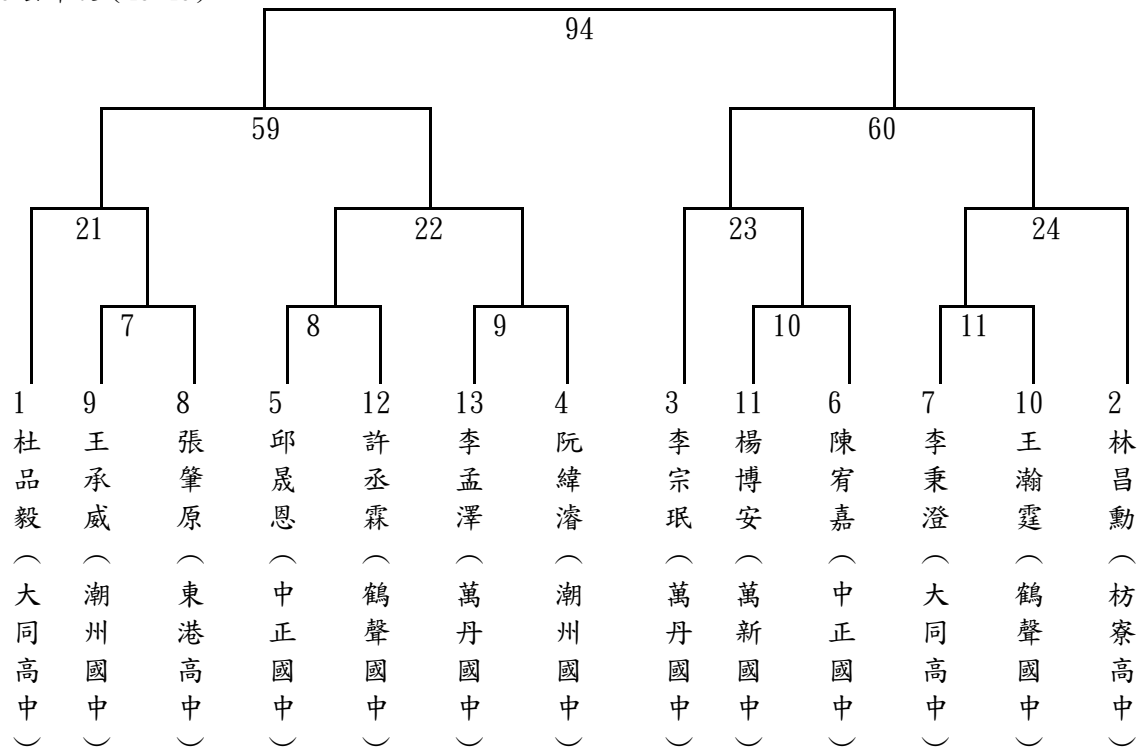 94
59 60
21 22 23 24
7 8 9 10 11
1 9 8 5 12 13 4 3 11 6 7 10 2
杜品毅(大同高中)
王承威(潮州國中)
張肇原(東港高中)
邱晟恩(中正國中)
許丞霖(鶴聲國中)
李孟澤(萬丹國中)
阮緯濬(潮州國中)
李宗珉(萬丹國中)
楊博安(萬新國中)
陳宥嘉(中正國中)
李秉澄(大同高中)
王瀚霆(鶴聲國中)
林昌勳(枋寮高中)